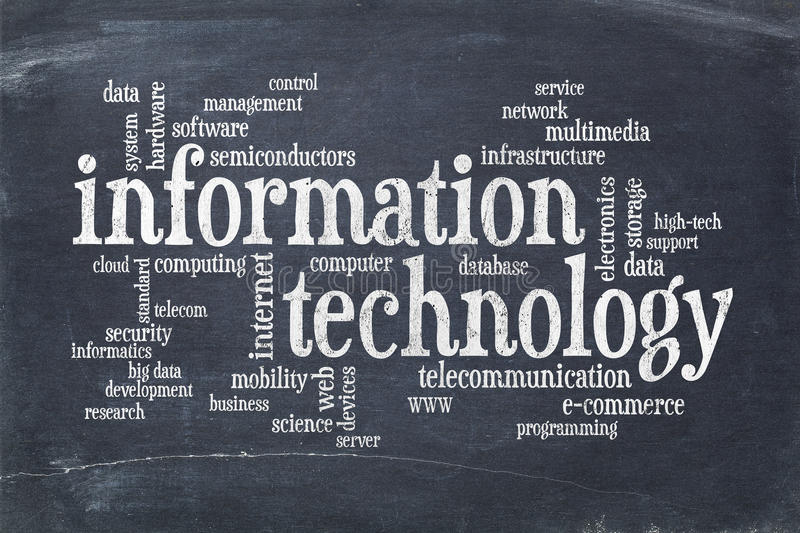 control
data
management
service
network
system
hardware
software
multimedia
semiconductors
infrastructure
information
electronics
storage
high-tech
support
cloud computing
computer
database
data
standard
internet
technology
telecom
security
informatics
big data
development
research
mobility
business
web
devices
science
server
telecommunication
WWW
e-commerce
programming
dreamstime